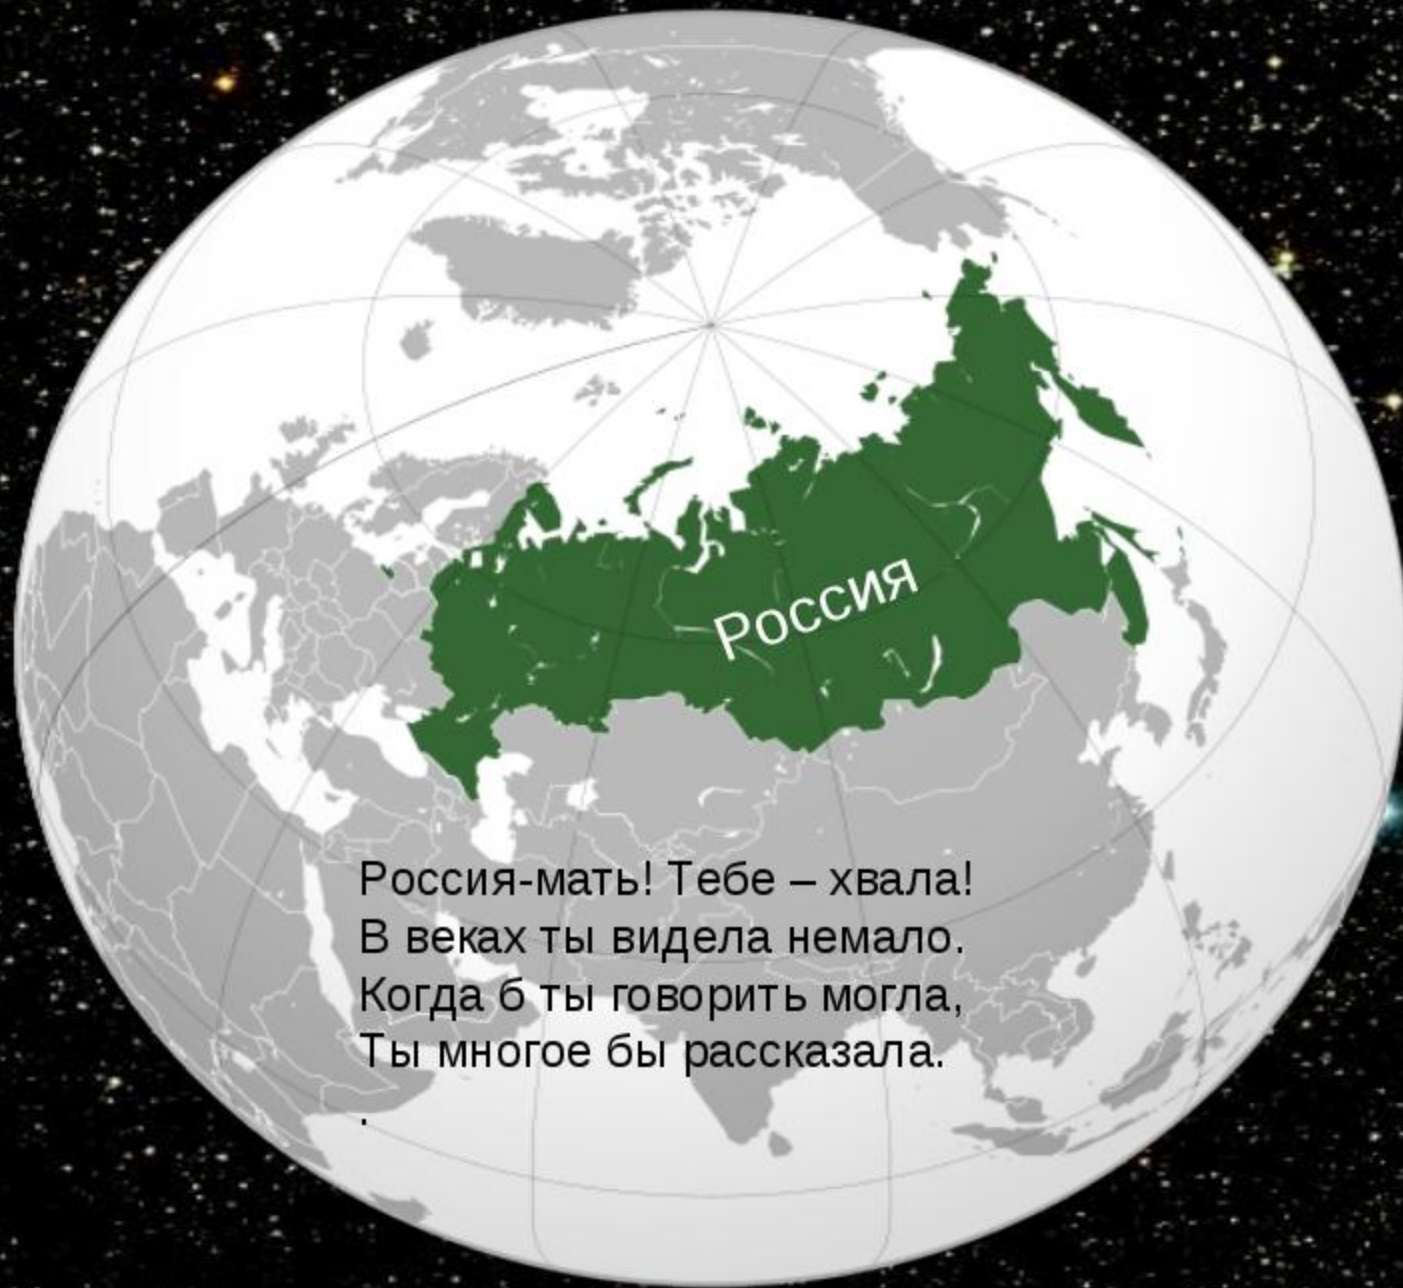 Россия
Россия-мать! Тебе – хвала!
В веках ты видела немало.
Когда б ты говорить могла,
Ты многое бы рассказала.
.